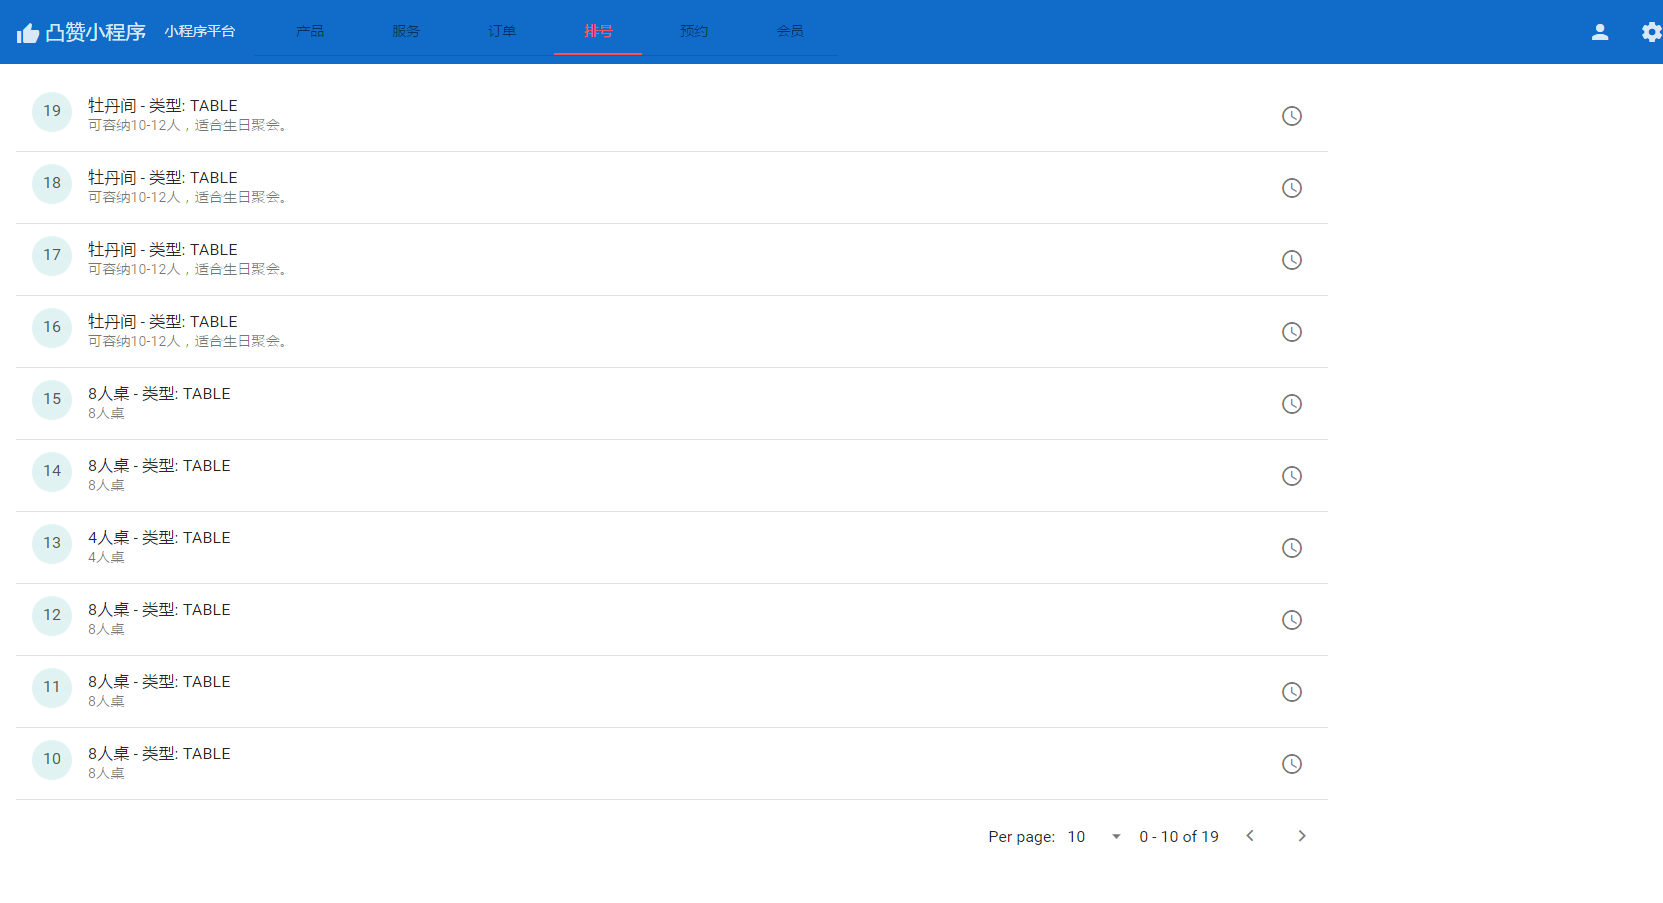 凸赞小程序 小程序平台 产品 服务 订单 排号 预约 会员
19 牡丹间 - 类型: TABLE
可容纳10-12人，适合生日聚会。
18 牡丹间 - 类型: TABLE
可容纳10-12人，适合生日聚会。
17 牡丹间 - 类型: TABLE
可容纳10-12人，适合生日聚会。
16 牡丹间 - 类型: TABLE
可容纳10-12人，适合生日聚会。
15 8人桌 - 类型: TABLE
8人桌
14 8人桌 - 类型: TABLE
8人桌
13 4人桌 - 类型: TABLE
4人桌
12 8人桌 - 类型: TABLE
8人桌
11 8人桌 - 类型: TABLE
8人桌
10 8人桌 - 类型: TABLE
8人桌
Per page: 10 0 - 10 of 19